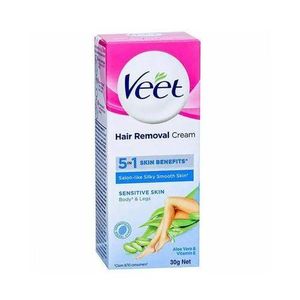 Veet
Hair Removal Cream
5-IN-1 SKIN BENEFITS*
Salon-like Silky Smooth Skin*
SENSITIVE SKIN
Body* & Legs
Aloe Vera &
Vitamin E
30g Net